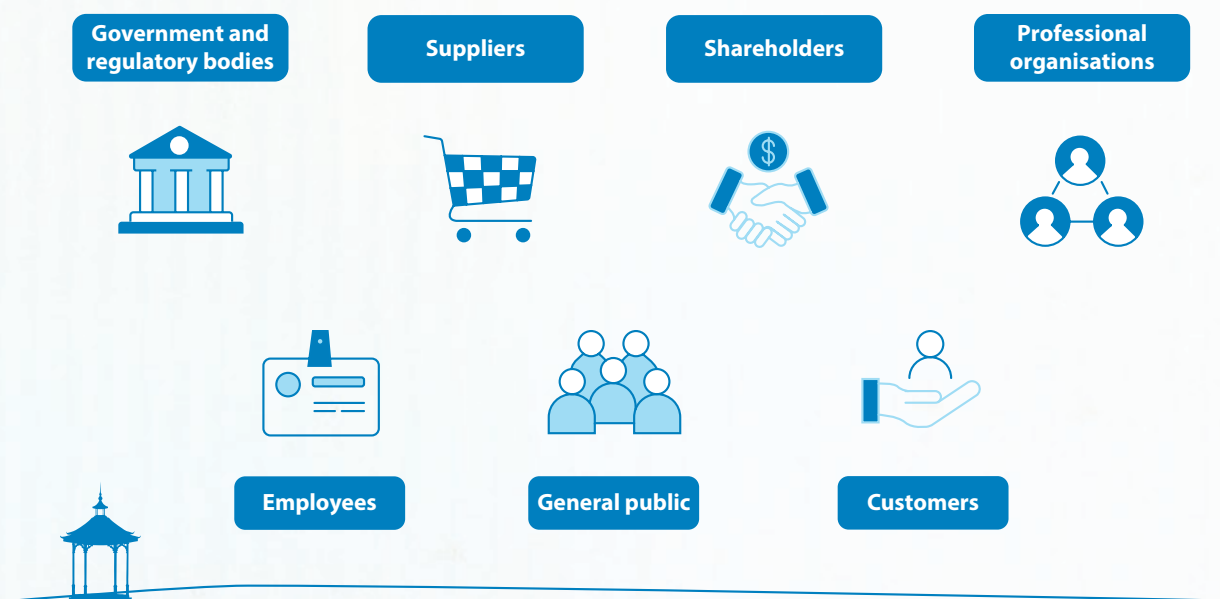 Government and
regulatory bodies
Suppliers
Shareholders
Professional
organisations
$
Employees
General public
Customers